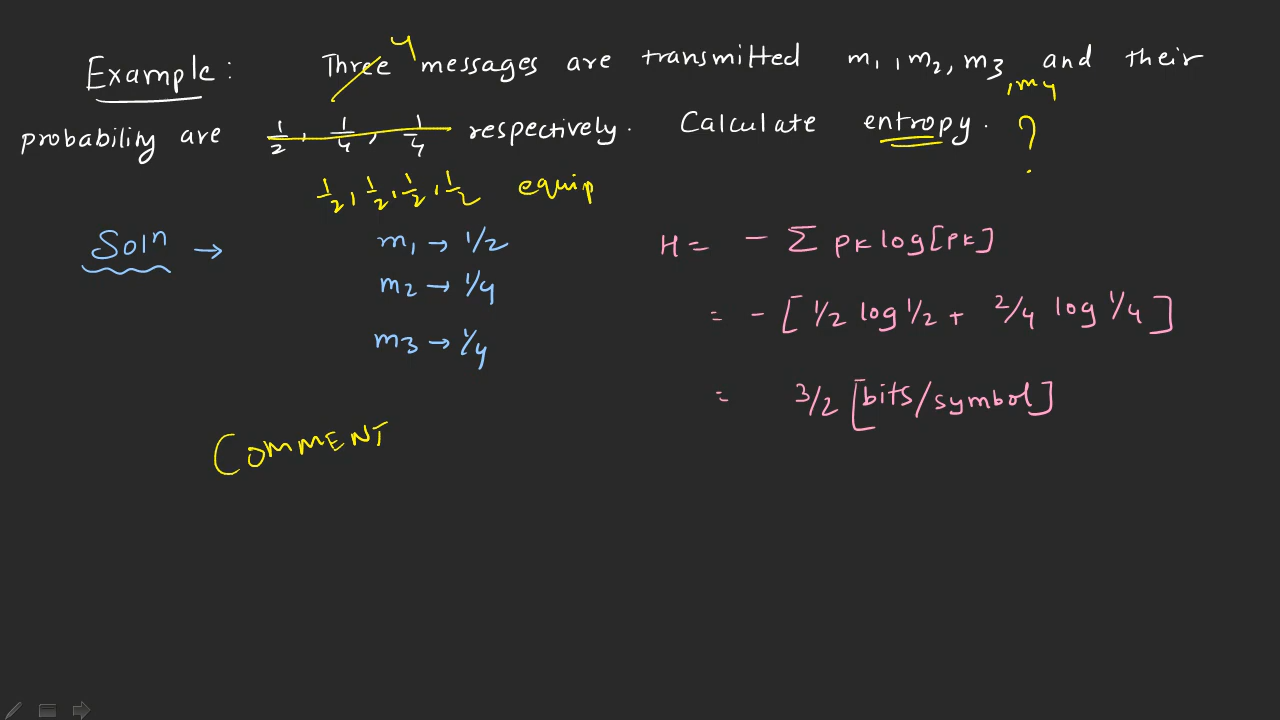 Example: Three 4 messages are transmitted m1, m2, m3, m4 and their
probability are 1/2, 1/4, 1/4 respectively. Calculate entropy. ?
1/2, 1/2, 1/2, 1/2 equip
Soln →
m1 → 1/2
m2 → 1/4
m3 → 1/4
H = - Σ pk log[pk]
= - [1/2 log 1/2 + 2/4 log 1/4]
= 3/2 [bits/symbol]
COMMENT